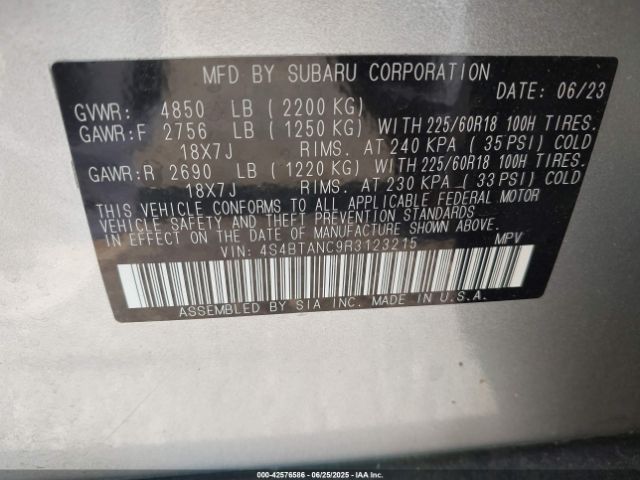 MFD BY SUBARU CORPORATION
DATE: 06/23
GVWR: 4850 LB (2200 KG)
GAWR:F 2756 LB (1250 KG) WITH 225/60R18 100H TIRES.
18X7J RIMS. AT 240 KPA (35 PSI) COLD
GAWR:R 2690 LB (1220 KG) WITH 225/60R18 100H TIRES.
18X7J RIMS. AT 230 KPA (33 PSI) COLD
THIS VEHICLE CONFORMS TO ALL APPLICABLE FEDERAL MOTOR
VEHICLE SAFETY AND THEFT PREVENTION STANDARDS
IN EFFECT ON THE DATE OF MANUFACTURE SHOWN ABOVE.
VIN: 4S4BTANC9R3123215 MPV
ASSEMBLED BY SIA INC. MADE IN U.S.A.
000-42576586 - 06/25/2025 - IAAI.COM